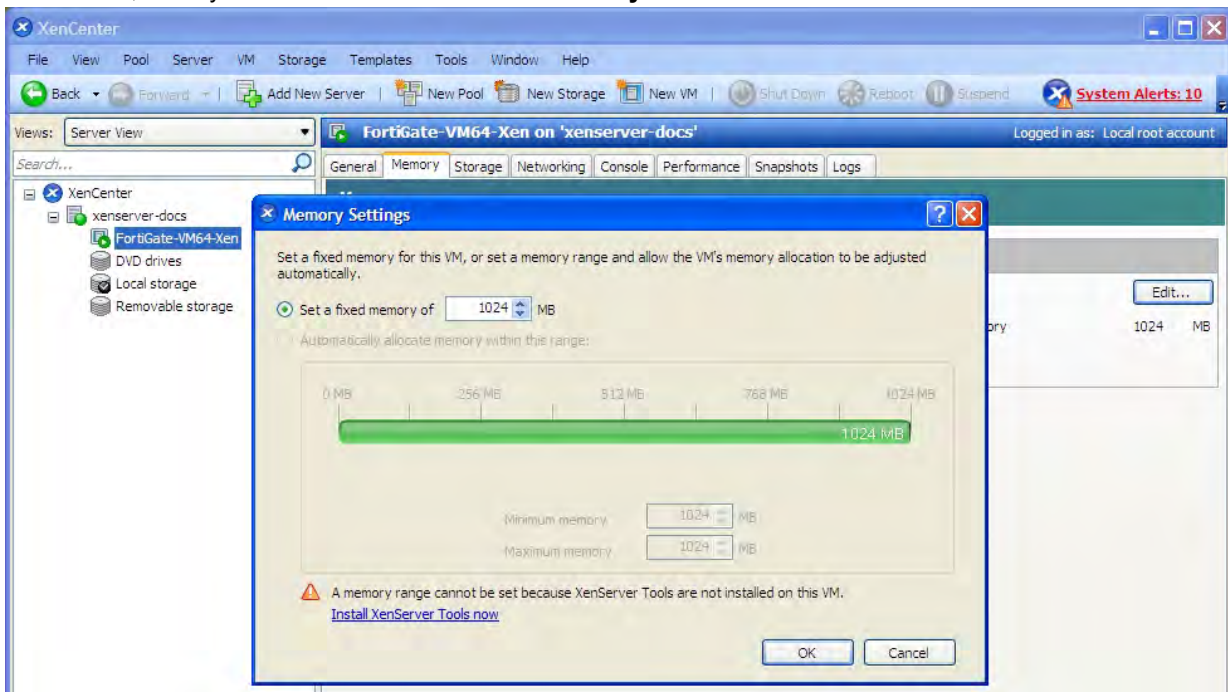 XenCenter
File View Pool Server VM Storage Templates Tools Window Help
Back Forward Add New Server New Pool New Storage New VM Shut Down Reboot Suspend System Alerts: 10
Views: Server View FortiGate-VM64-Xen on 'xenserver-docs' Logged in as: Local root account
Search... General Memory Storage Networking Console Performance Snapshots Logs
XenCenter
xenserver-docs
FortiGate-VM64-Xen
DVD drives
Local storage
Removable storage
Memory Settings
Set a fixed memory for this VM, or set a memory range and allow the VM's memory allocation to be adjusted
automatically.
Set a fixed memory of 1024 MB
Automatically allocate memory within this range:
0 MB 256 MB 512 MB 768 MB 1024 MB
1024 MB
Minimum memory 1024 MB
Maximum memory 1024 MB
A memory range cannot be set because XenServer Tools are not installed on this VM.
Install XenServer Tools now
OK Cancel
Edit...
ory 1024 MB